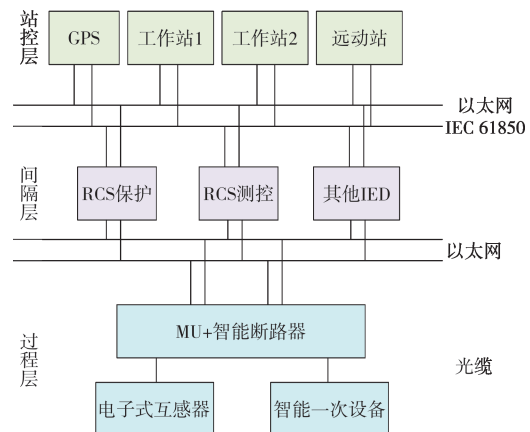 站控层
GPS
工作站1
工作站2
远动站
以太网
IEC 61850
间隔层
RCS保护
RCS测控
其他IED
以太网
过程层
MU+智能断路器
光缆
电子式互感器
智能一次设备